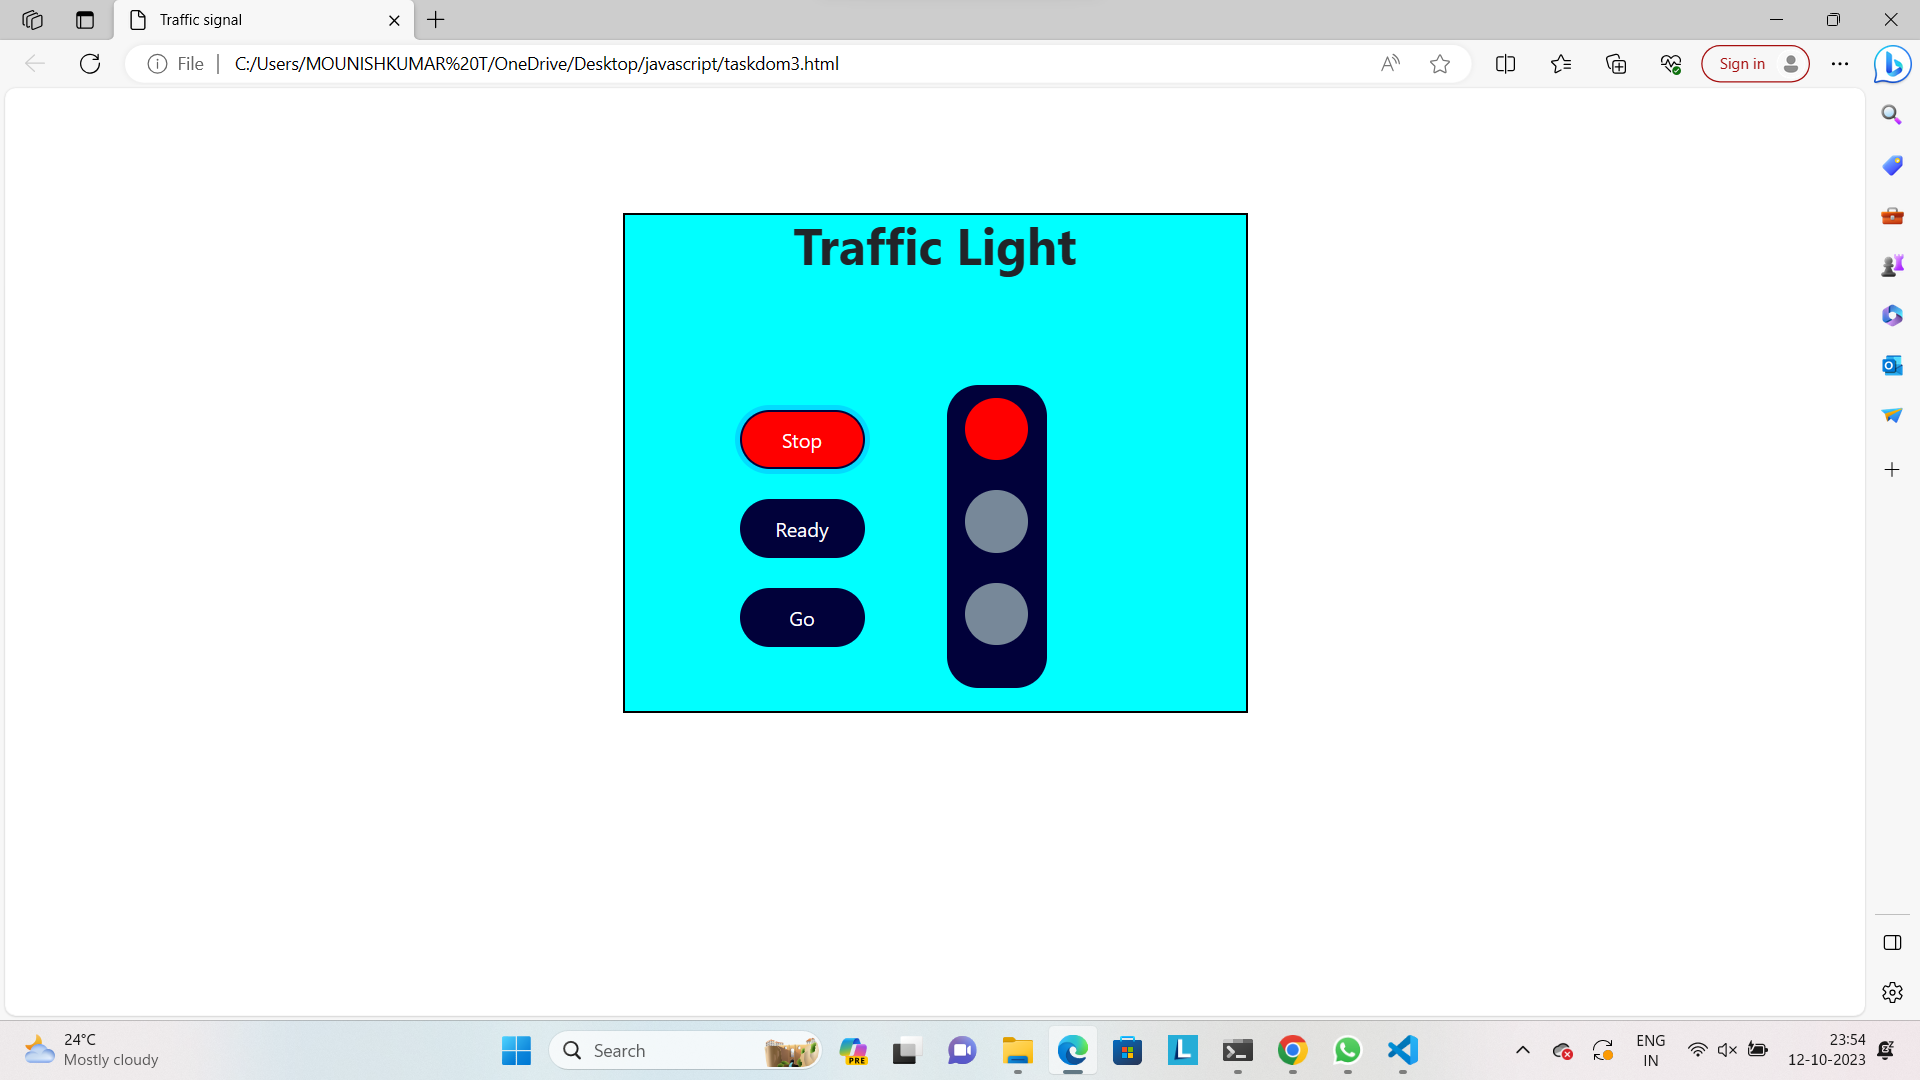 Traffic signal
File
C:/Users/MOUNISHKUMAR%20T/OneDrive/Desktop/javascript/taskdom3.html
Sign in
Traffic Light
Stop
Ready
Go
24°C
Mostly cloudy
Search
PRE
ENG
IN
23:54
12-10-2023